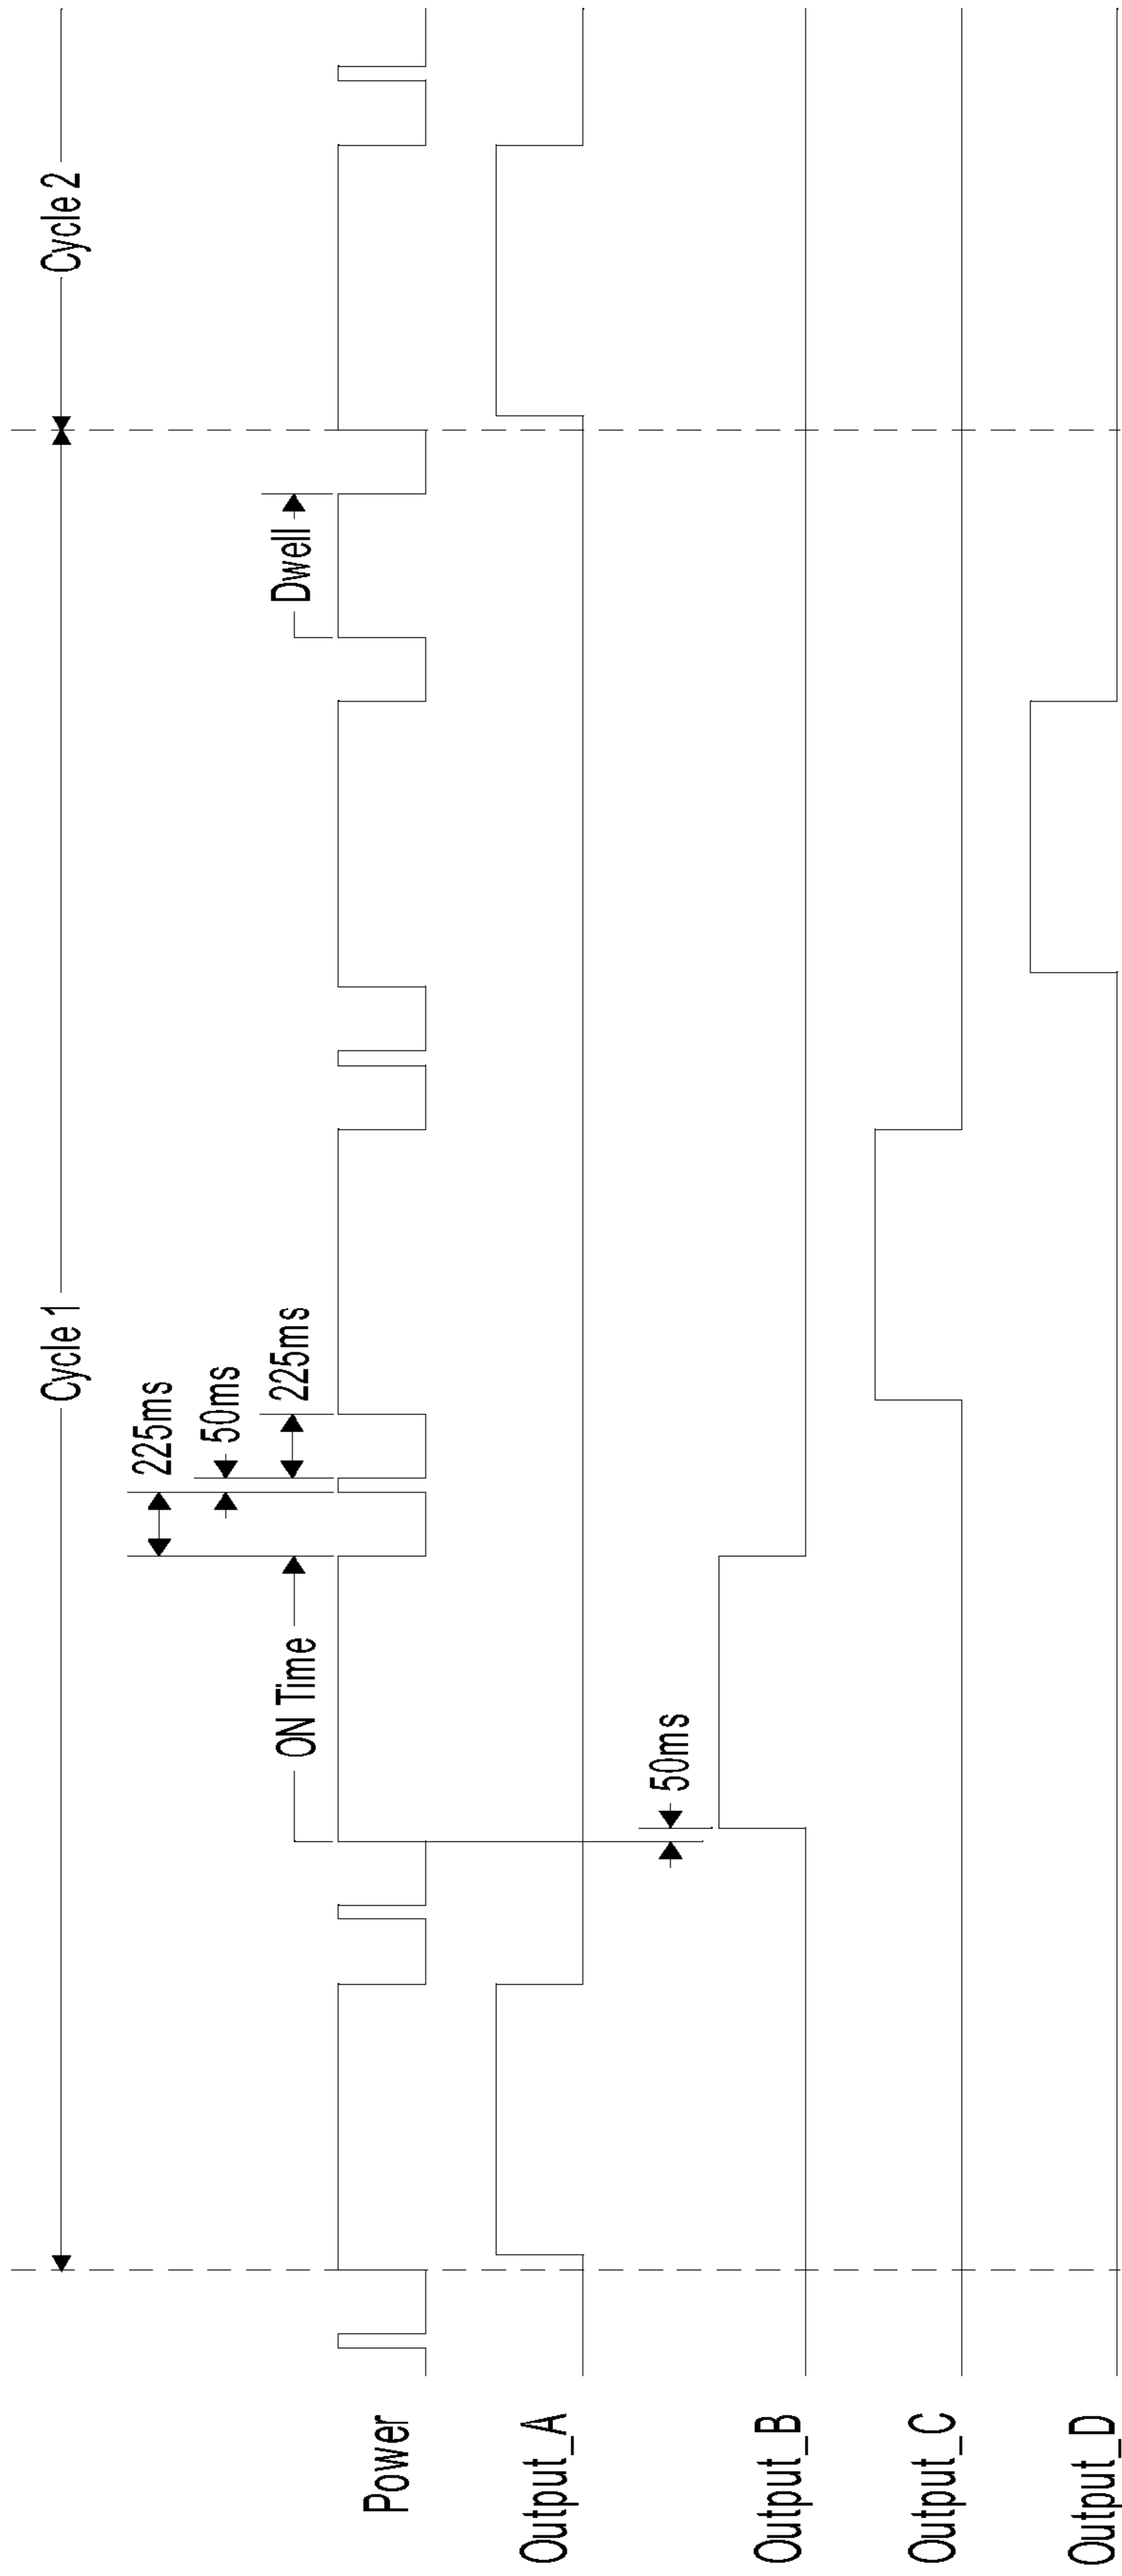 Cycle 1
Cycle 2
225ms
50ms
225ms
ON Time
Dwell
Power
Output_A
50ms
Output_B
Output_C
Output_D